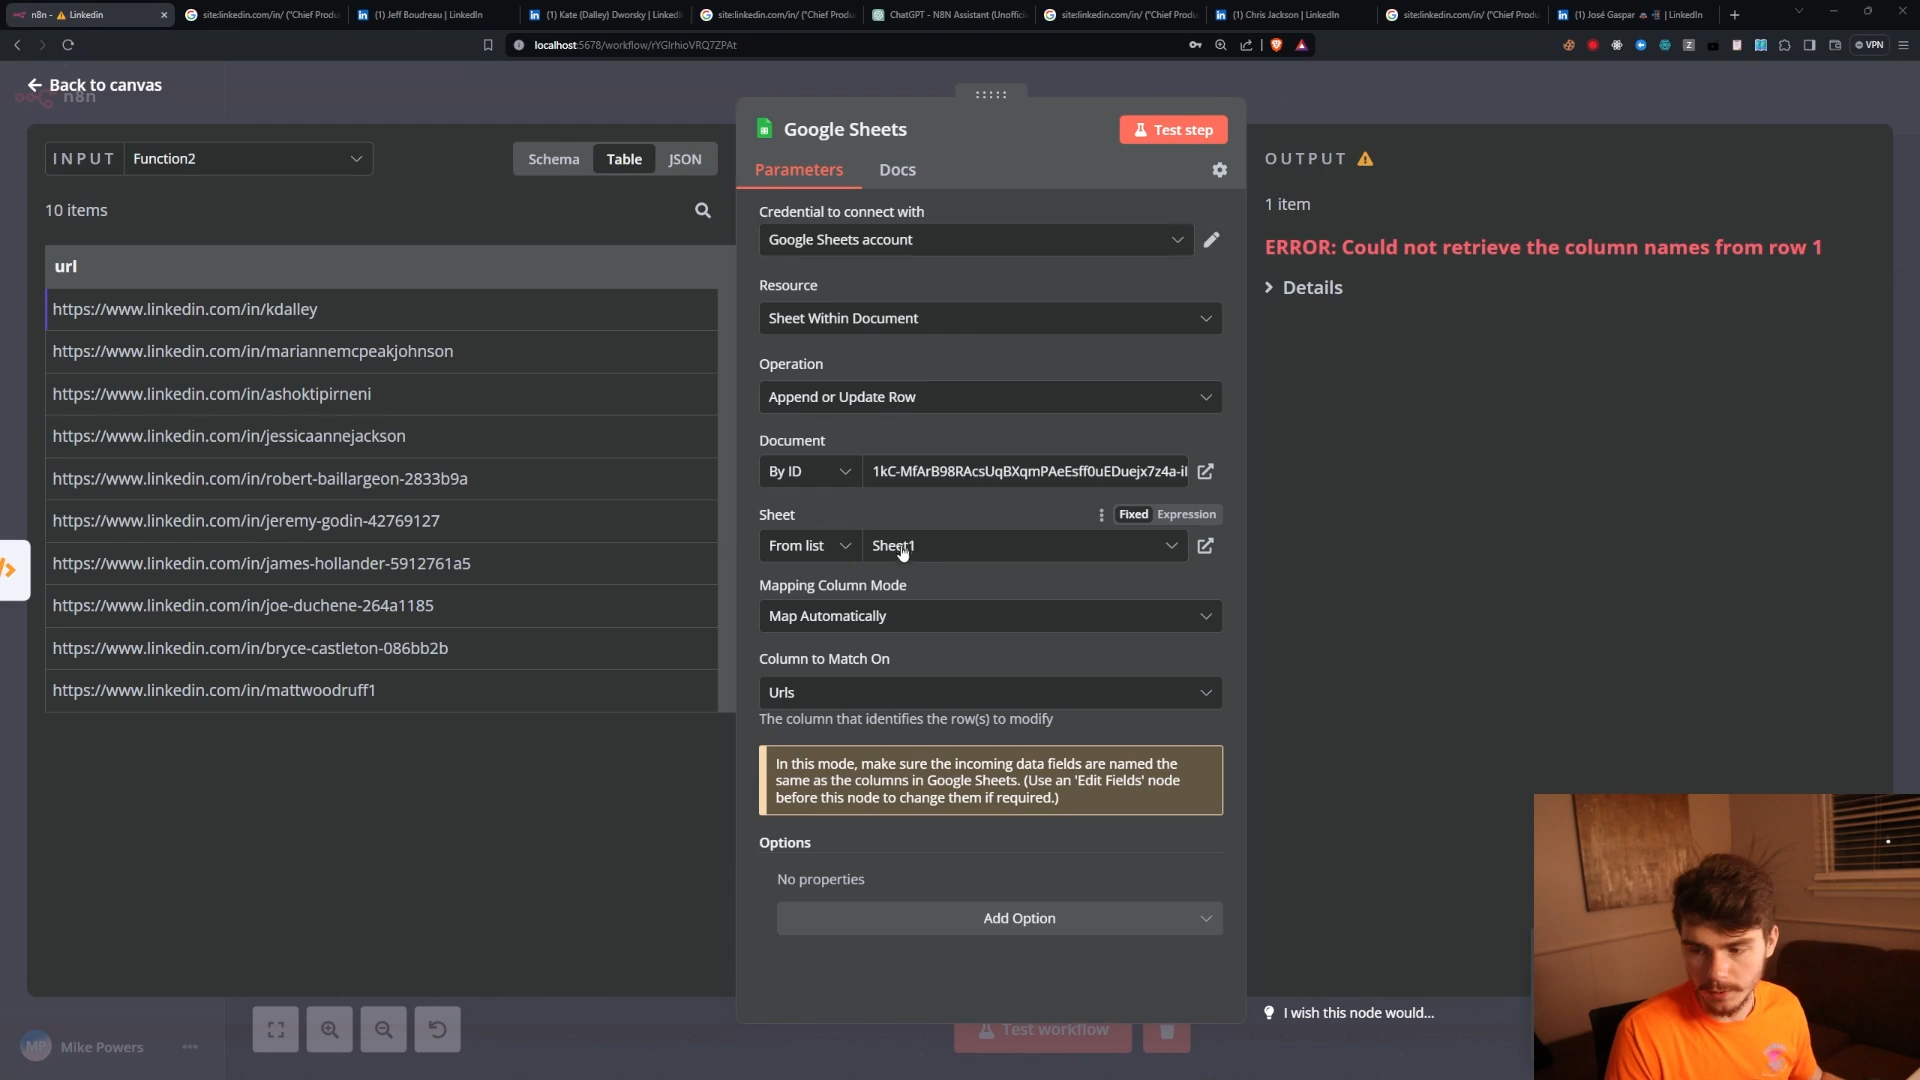 n8n - ⚠ Linkedin
site:linkedin.com/in/ ("Chief Produ
(1) Jeff Boudreau | LinkedIn
(1) Kate (Dalley) Dworsky | LinkedI
site:linkedin.com/in/ ("Chief Produ
ChatGPT - N8N Assistant (Unoffici
site:linkedin.com/in/ ("Chief Produ
(1) Chris Jackson | LinkedIn
site:linkedin.com/in/ ("Chief Produ
(1) José Gaspar | LinkedIn
localhost:5678/workflow/rYGIrhioVRQ7ZPAt
VPN
Back to canvas
n8n
INPUT
Function2
Schema
Table
JSON
10 items
url
https://www.linkedin.com/in/kdalley
https://www.linkedin.com/in/mariannemcpeakjohnson
https://www.linkedin.com/in/ashoktipirneni
https://www.linkedin.com/in/jessicaannejackson
https://www.linkedin.com/in/robert-baillargeon-2833b9a
https://www.linkedin.com/in/jeremy-godin-42769127
https://www.linkedin.com/in/james-hollander-5912761a5
https://www.linkedin.com/in/joe-duchene-264a1185
https://www.linkedin.com/in/bryce-castleton-086bb2b
https://www.linkedin.com/in/mattwoodruff1
Google Sheets
Test step
Parameters
Docs
Credential to connect with
Google Sheets account
Resource
Sheet Within Document
Operation
Append or Update Row
Document
By ID
1kC-MfArB98RAcsUqBXqmPAeEsff0uEDuejx7z4a-il
Sheet
Fixed
Expression
From list
Sheet1
Mapping Column Mode
Map Automatically
Column to Match On
Urls
The column that identifies the row(s) to modify
In this mode, make sure the incoming data fields are named the
same as the columns in Google Sheets. (Use an 'Edit Fields' node
before this node to change them if required.)
Options
No properties
Add Option
OUTPUT
1 item
ERROR: Could not retrieve the column names from row 1
Details
I wish this node would...
MP
Mike Powers
Test workflow